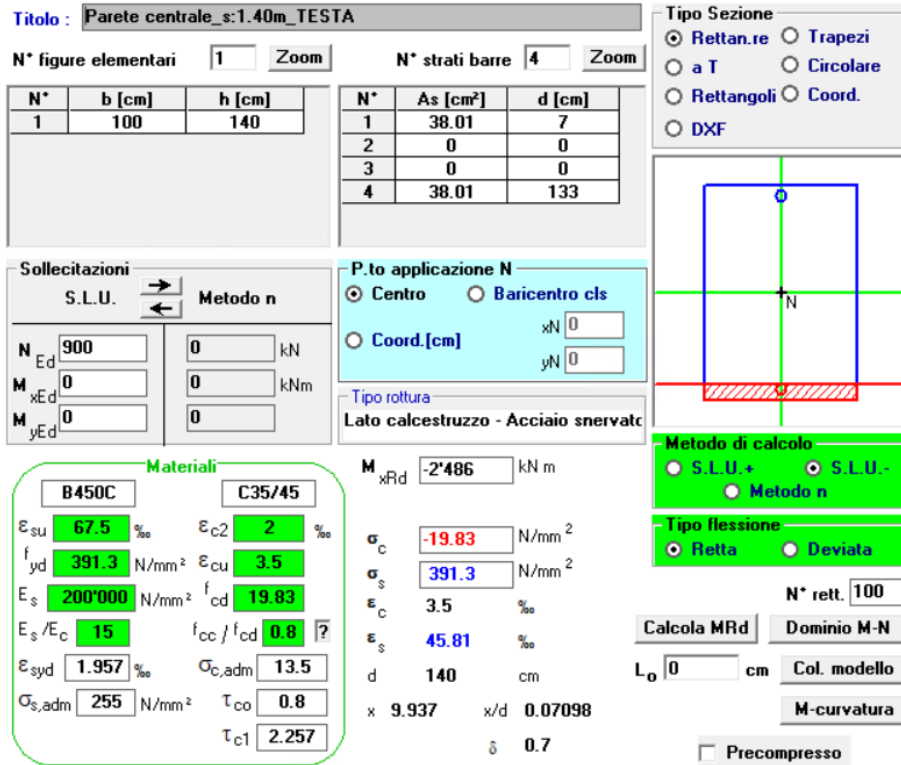 Titolo : Parete centrale_s:1.40m_TESTA
N° figure elementari 1 Zoom
N° strati barre 4 Zoom
N° b [cm] h [cm]
1 100 140
N° As [cm²] d [cm]
1 38.01 7
2 0 0
3 0 0
4 38.01 133
Tipo Sezione
Rettan.re Trapezi
a T Circolare
Rettangoli Coord.
DXF
N
Sollecitazioni
S.L.U. Metodo n
N Ed 900 0 kN
M xEd 0 0 kNm
M yEd 0 0
P.to applicazione N
Centro Baricentro cls
Coord.[cm] xN 0
yN 0
Tipo rottura
Lato calcestruzzo - Acciaio snervato
Metodo di calcolo
S.L.U.+ S.L.U.-
Metodo n
Tipo flessione
Retta Deviata
Materiali
B450C C35/45
εsu 67.5 ‰ εc2 2 ‰
fyd 391.3 N/mm² εcu 3.5
Es 200'000 N/mm² fcd 19.83
Es/Ec 15 fcc / fcd 0.8 ?
εsyd 1.957 ‰ σc,adm 13.5
σs,adm 255 N/mm² τco 0.8
τc1 2.257
M xRd -2'486 kN m
σc -19.83 N/mm²
σs 391.3 N/mm²
εc 3.5 ‰
εs 45.81 ‰
d 140 cm
x 9.937 x/d 0.07098
δ 0.7
N° rett. 100
Calcola MRd Dominio M-N
Lo 0 cm Col. modello
M-curvatura
Precompresso